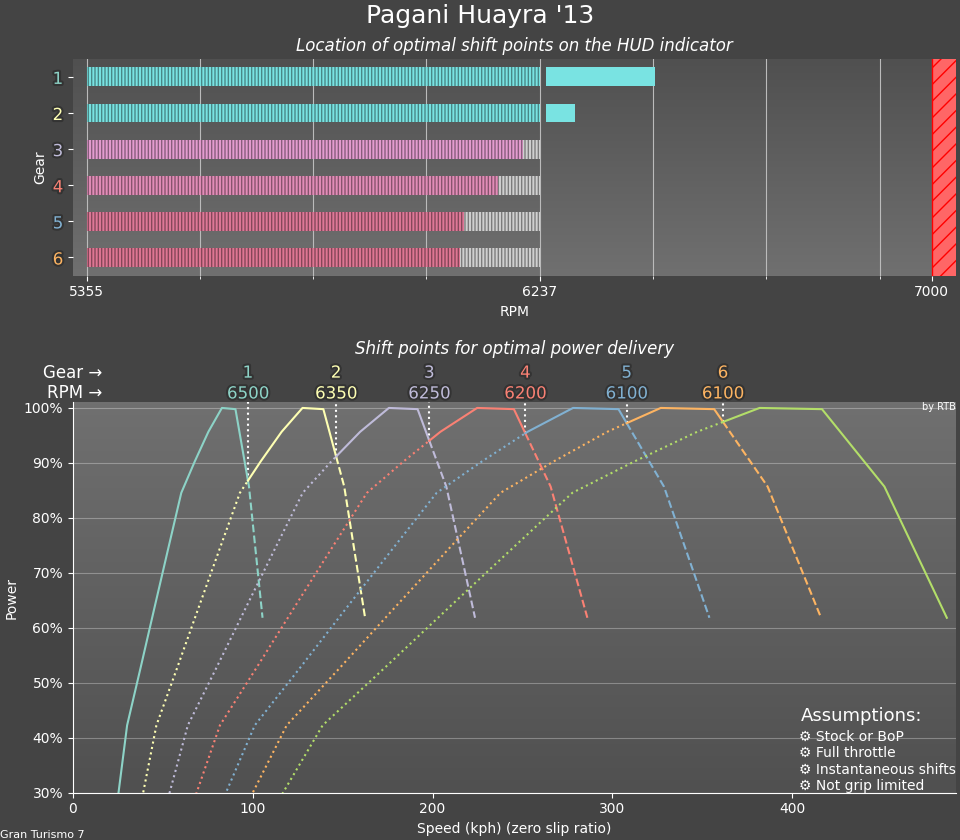 Pagani Huayra '13
Location of optimal shift points on the HUD indicator
Gear
1
2
3
4
5
6
5355 6237 7000
RPM
Shift points for optimal power delivery
Gear → 1 2 3 4 5 6
RPM → 6500 6350 6250 6200 6100 6100
by RTB
Power
100%
90%
80%
70%
60%
50%
40%
30%
Assumptions:
⚙ Stock or BoP
⚙ Full throttle
⚙ Instantaneous shifts
⚙ Not grip limited
0 100 200 300 400
Speed (kph) (zero slip ratio)
Gran Turismo 7